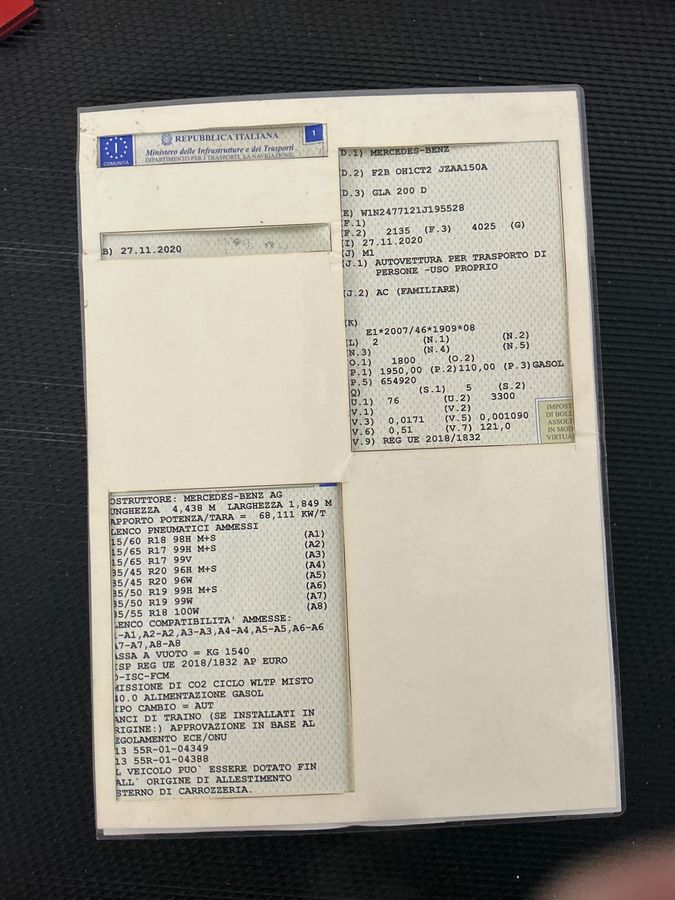 REPUBBLICA ITALIANA
1
I
COMUNITÀ
Ministero delle Infrastrutture e dei Trasporti
DIPARTIMENTO PER I TRASPORTI, LA NAVIGAZIONE,
B) 27.11.2020
D.1) MERCEDES-BENZ
D.2) F2B OH1CT2 JZAA150A
D.3) GLA 200 D
E) W1N2477121J195528
(F.1)
(F.2) 2135 (F.3) 4025 (G)
(I) 27.11.2020
(J) M1
(J.1) AUTOVETTURA PER TRASPORTO DI
PERSONE -USO PROPRIO
(J.2) AC (FAMILIARE)
(K)
E1*2007/46*1909*08
(L) 2 (N.1) (N.2)
(N.3) (N.4) (N.5)
(O.1) 1800 (O.2)
(P.1) 1950,00 (P.2)110,00 (P.3)GASOL
P.5) 654920
Q) (S.1) 5 (S.2)
U.1) 76 (U.2) 3300
(V.1) (V.2)
(V.3) 0,0171 (V.5) 0,001090
(V.6) 0,51 (V.7) 121,0
(V.9) REG UE 2018/1832
IMPOST
DI BOLL
ASSOLT
IN MOD
VIRTUA
OSTRUTTORE: MERCEDES-BENZ AG
UNGHEZZA 4,438 M LARGHEZZA 1,849 M
APPORTO POTENZA/TARA = 68,111 KW/T
LENCO PNEUMATICI AMMESSI
15/60 R18 98H M+S (A1)
15/65 R17 99H M+S (A2)
15/65 R17 99V (A3)
35/45 R20 96H M+S (A4)
35/45 R20 96W (A5)
35/50 R19 99H M+S (A6)
35/50 R19 99W (A7)
35/55 R18 100W (A8)
LENCO COMPATIBILITA' AMMESSE:
1-A1,A2-A2,A3-A3,A4-A4,A5-A5,A6-A6
A7-A7,A8-A8
ASSA A VUOTO = KG 1540
ISP REG UE 2018/1832 AP EURO
D-ISC-FCM
MISSIONE DI CO2 CICLO WLTP MISTO
40.0 ALIMENTAZIONE GASOL
IPO CAMBIO = AUT
ANCI DI TRAINO (SE INSTALLATI IN
RIGINE:) APPROVAZIONE IN BASE AL
EGOLAMENTO ECE/ONU
13 55R-01-04349
13 55R-01-04388
L VEICOLO PUO` ESSERE DOTATO FIN
ALL` ORIGINE DI ALLESTIMENTO
STERNO DI CAROZZERIA.